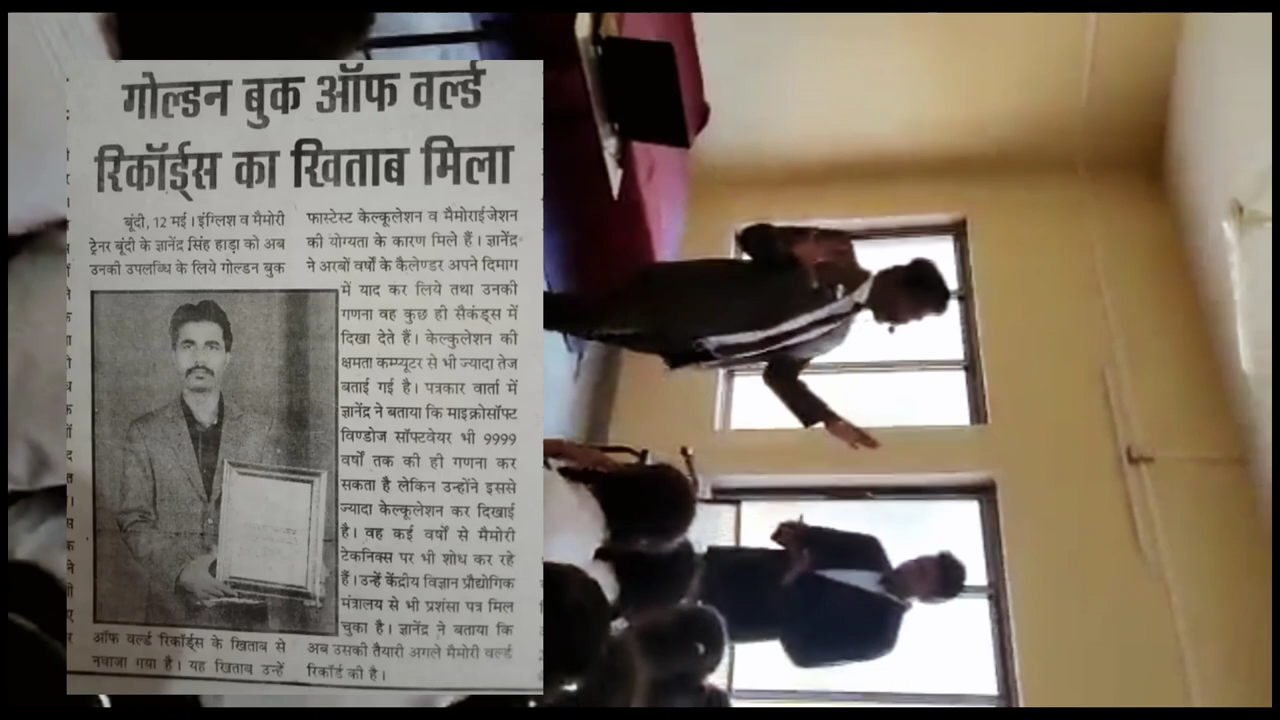 गोल्डन बुक ऑफ वर्ल्ड
रिकॉर्ड्स का खिताब मिला
बूंदी, 12 मई। इंग्लिश व मैमोरी
ट्रेनर बूंदी के ज्ञानेंद्र सिंह हाड़ा को अब
उनकी उपलब्धि के लिये गोल्डन बुक
ऑफ वर्ल्ड रिकॉर्ड्स के खिताब से
नवाजा गया है। यह खिताब उन्हें
फास्टेस्ट केल्कूलेशन व मैमोराईजेशन
की योग्यता के कारण मिले हैं। ज्ञानेंद्र
ने अरबों वर्षों के कैलेण्डर अपने दिमाग
में याद कर लिये तथा उनकी
गणना वह कुछ ही सैकंड्स में
दिखा देते हैं। केल्कुलेशन की
क्षमता कम्प्यूटर से भी ज्यादा तेज
बताई गई है। पत्रकार वार्ता में
ज्ञानेंद्र ने बताया कि माइक्रोसॉफ्ट
विण्डोज सॉफ्टवेयर भी 9999
वर्षों तक की ही गणना कर
सकता है लेकिन उन्होंने इससे
ज्यादा केल्कूलेशन कर दिखाई
है। वह कई वर्षों से मैमोरी
टेकनिक्स पर भी शोध कर रहे
हैं। उन्हें केंद्रीय विज्ञान प्रौद्योगिक
मंत्रालय से भी प्रशंसा पत्र मिल
चुका है। ज्ञानेंद्र ने बताया कि
अब उसकी तैयारी अगले मैमोरी वर्ल्ड
रिकॉर्ड की है।